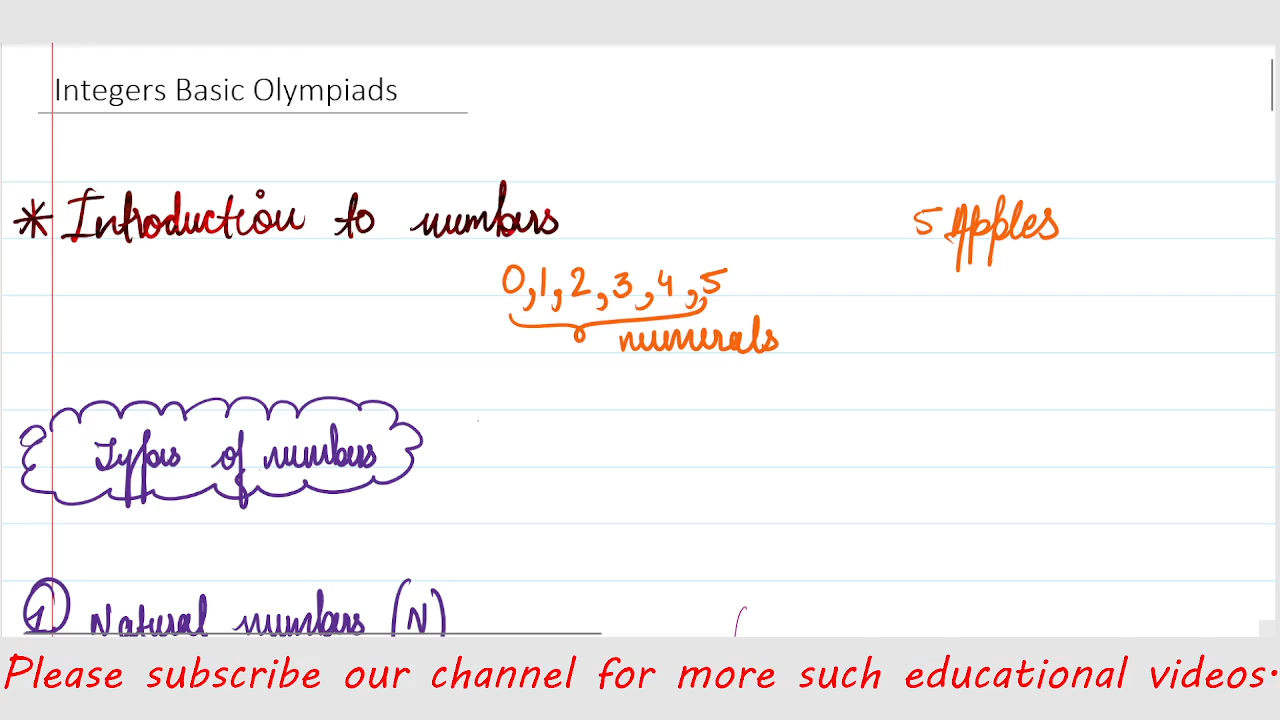 Integers Basic Olympiads
* Introduction to numbers
5 Apples
0,1,2,3,4,5
numerals
Types of numbers
① Natural numbers (N)
Please subscribe our channel for more such educational videos.